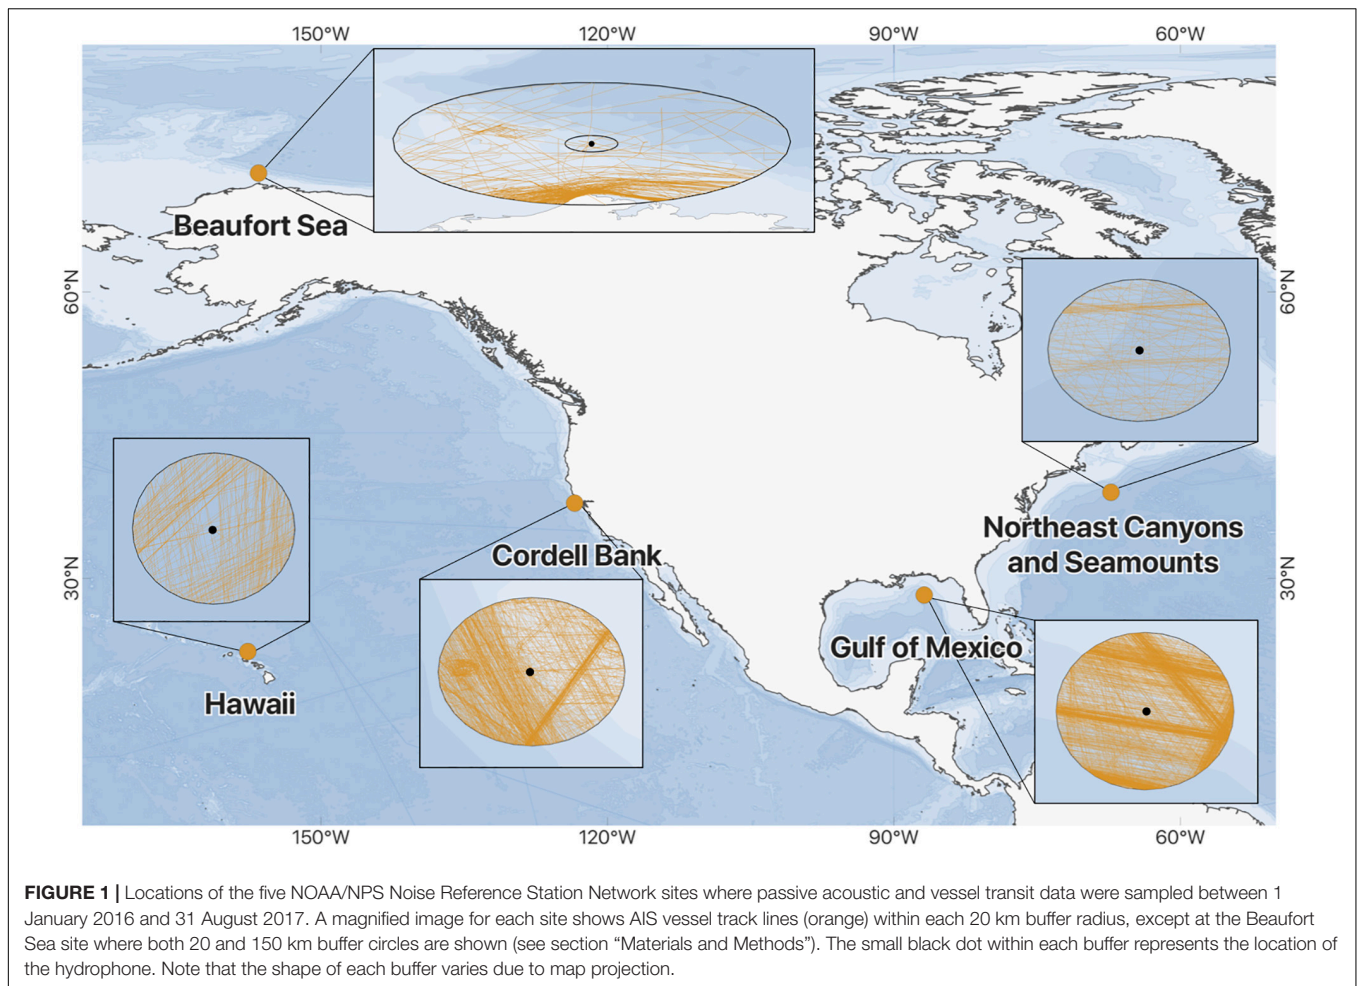 150°W 120°W 90°W 60°W
Beaufort Sea
60°N 60°N
Northeast Canyons
and Seamounts
Cordell Bank
30°N 30°N
Gulf of Mexico
Hawaii
150°W 120°W 90°W 60°W
FIGURE 1 | Locations of the five NOAA/NPS Noise Reference Station Network sites where passive acoustic and vessel transit data were sampled between 1
January 2016 and 31 August 2017. A magnified image for each site shows AIS vessel track lines (orange) within each 20 km buffer radius, except at the Beaufort
Sea site where both 20 and 150 km buffer circles are shown (see section “Materials and Methods”). The small black dot within each buffer represents the location of
the hydrophone. Note that the shape of each buffer varies due to map projection.